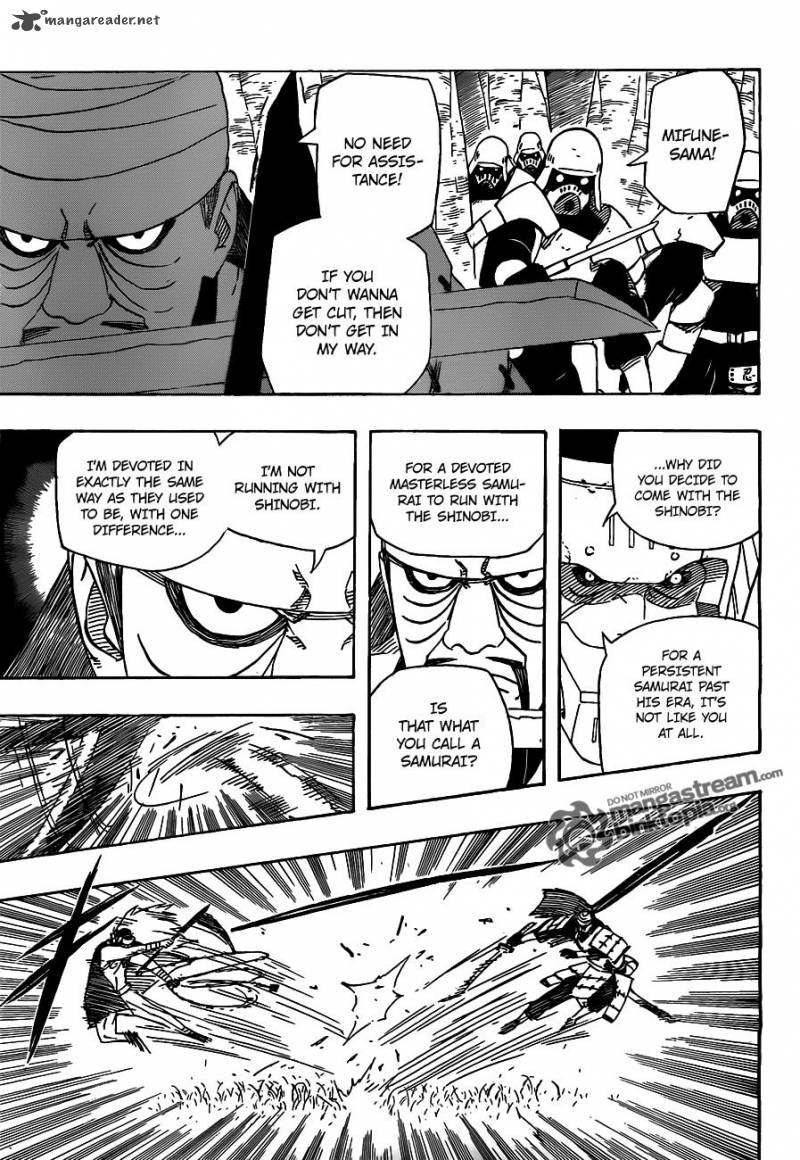 mangareader.net
MIFUNE-
SAMA!
NO NEED
FOR ASSIS-
TANCE!
IF YOU
DON'T WANNA
GET CUT, THEN
DON'T GET IN
MY WAY.
忍
...WHY DID
YOU DECIDE TO
COME WITH THE
SHINOBI?
FOR A
PERSISTENT
SAMURAI PAST
HIS ERA, IT'S
NOT LIKE YOU
AT ALL.
FOR A DEVOTED
MASTERLESS SAMU-
RAI TO RUN WITH
THE SHINOBI...
IS
THAT WHAT
YOU CALL A
SAMURAI?
I'M NOT
RUNNING WITH
SHINOBI.
I'M DEVOTED IN
EXACTLY THE SAME
WAY AS THEY USED
TO BE, WITH ONE
DIFFERENCE...
DO NOT MIRROR
mangastream.com
binktopia.com